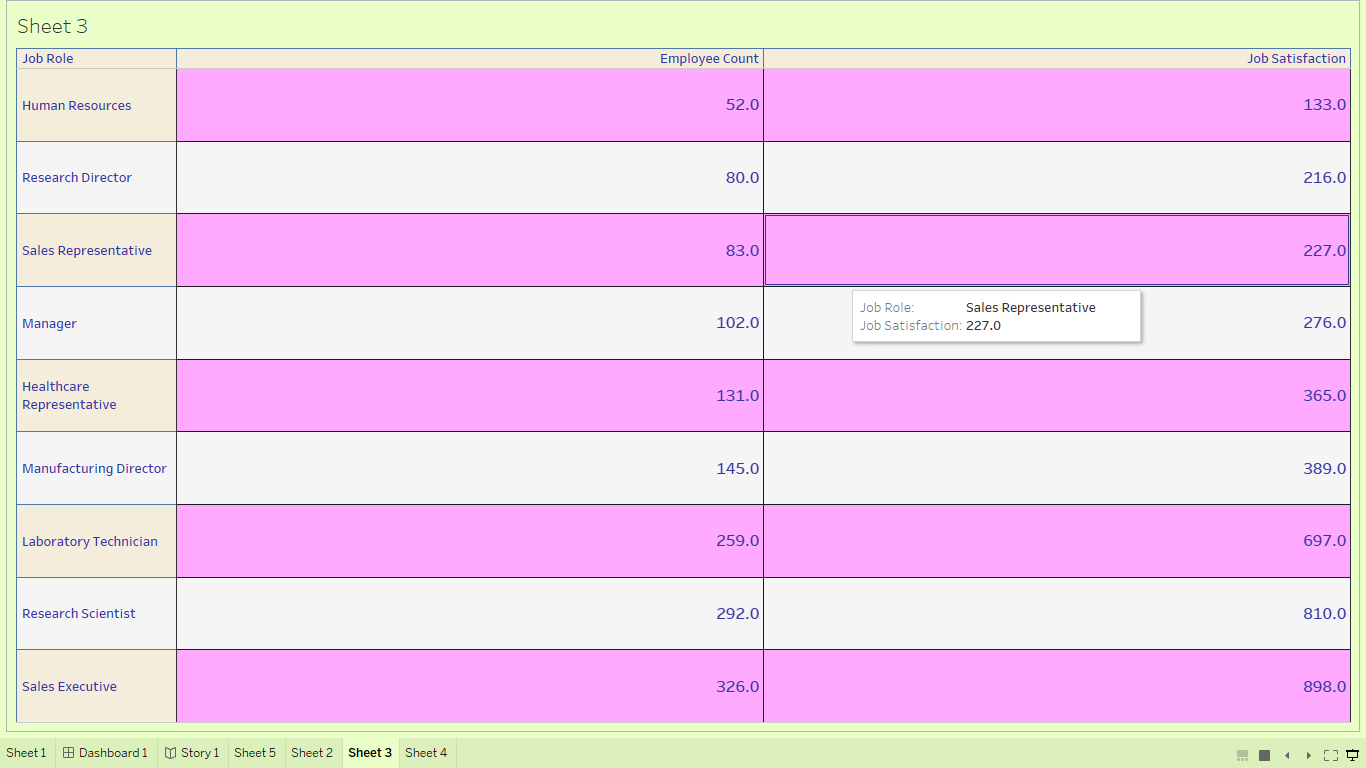 Sheet 3
Job Role Employee Count Job Satisfaction
Human Resources 52.0 133.0
Research Director 80.0 216.0
Sales Representative 83.0 227.0
Job Role: Sales Representative
Job Satisfaction: 227.0
Manager 102.0 276.0
Healthcare
Representative 131.0 365.0
Manufacturing Director 145.0 389.0
Laboratory Technician 259.0 697.0
Research Scientist 292.0 810.0
Sales Executive 326.0 898.0
Sheet 1 Dashboard 1 Story 1 Sheet 5 Sheet 2 Sheet 3 Sheet 4